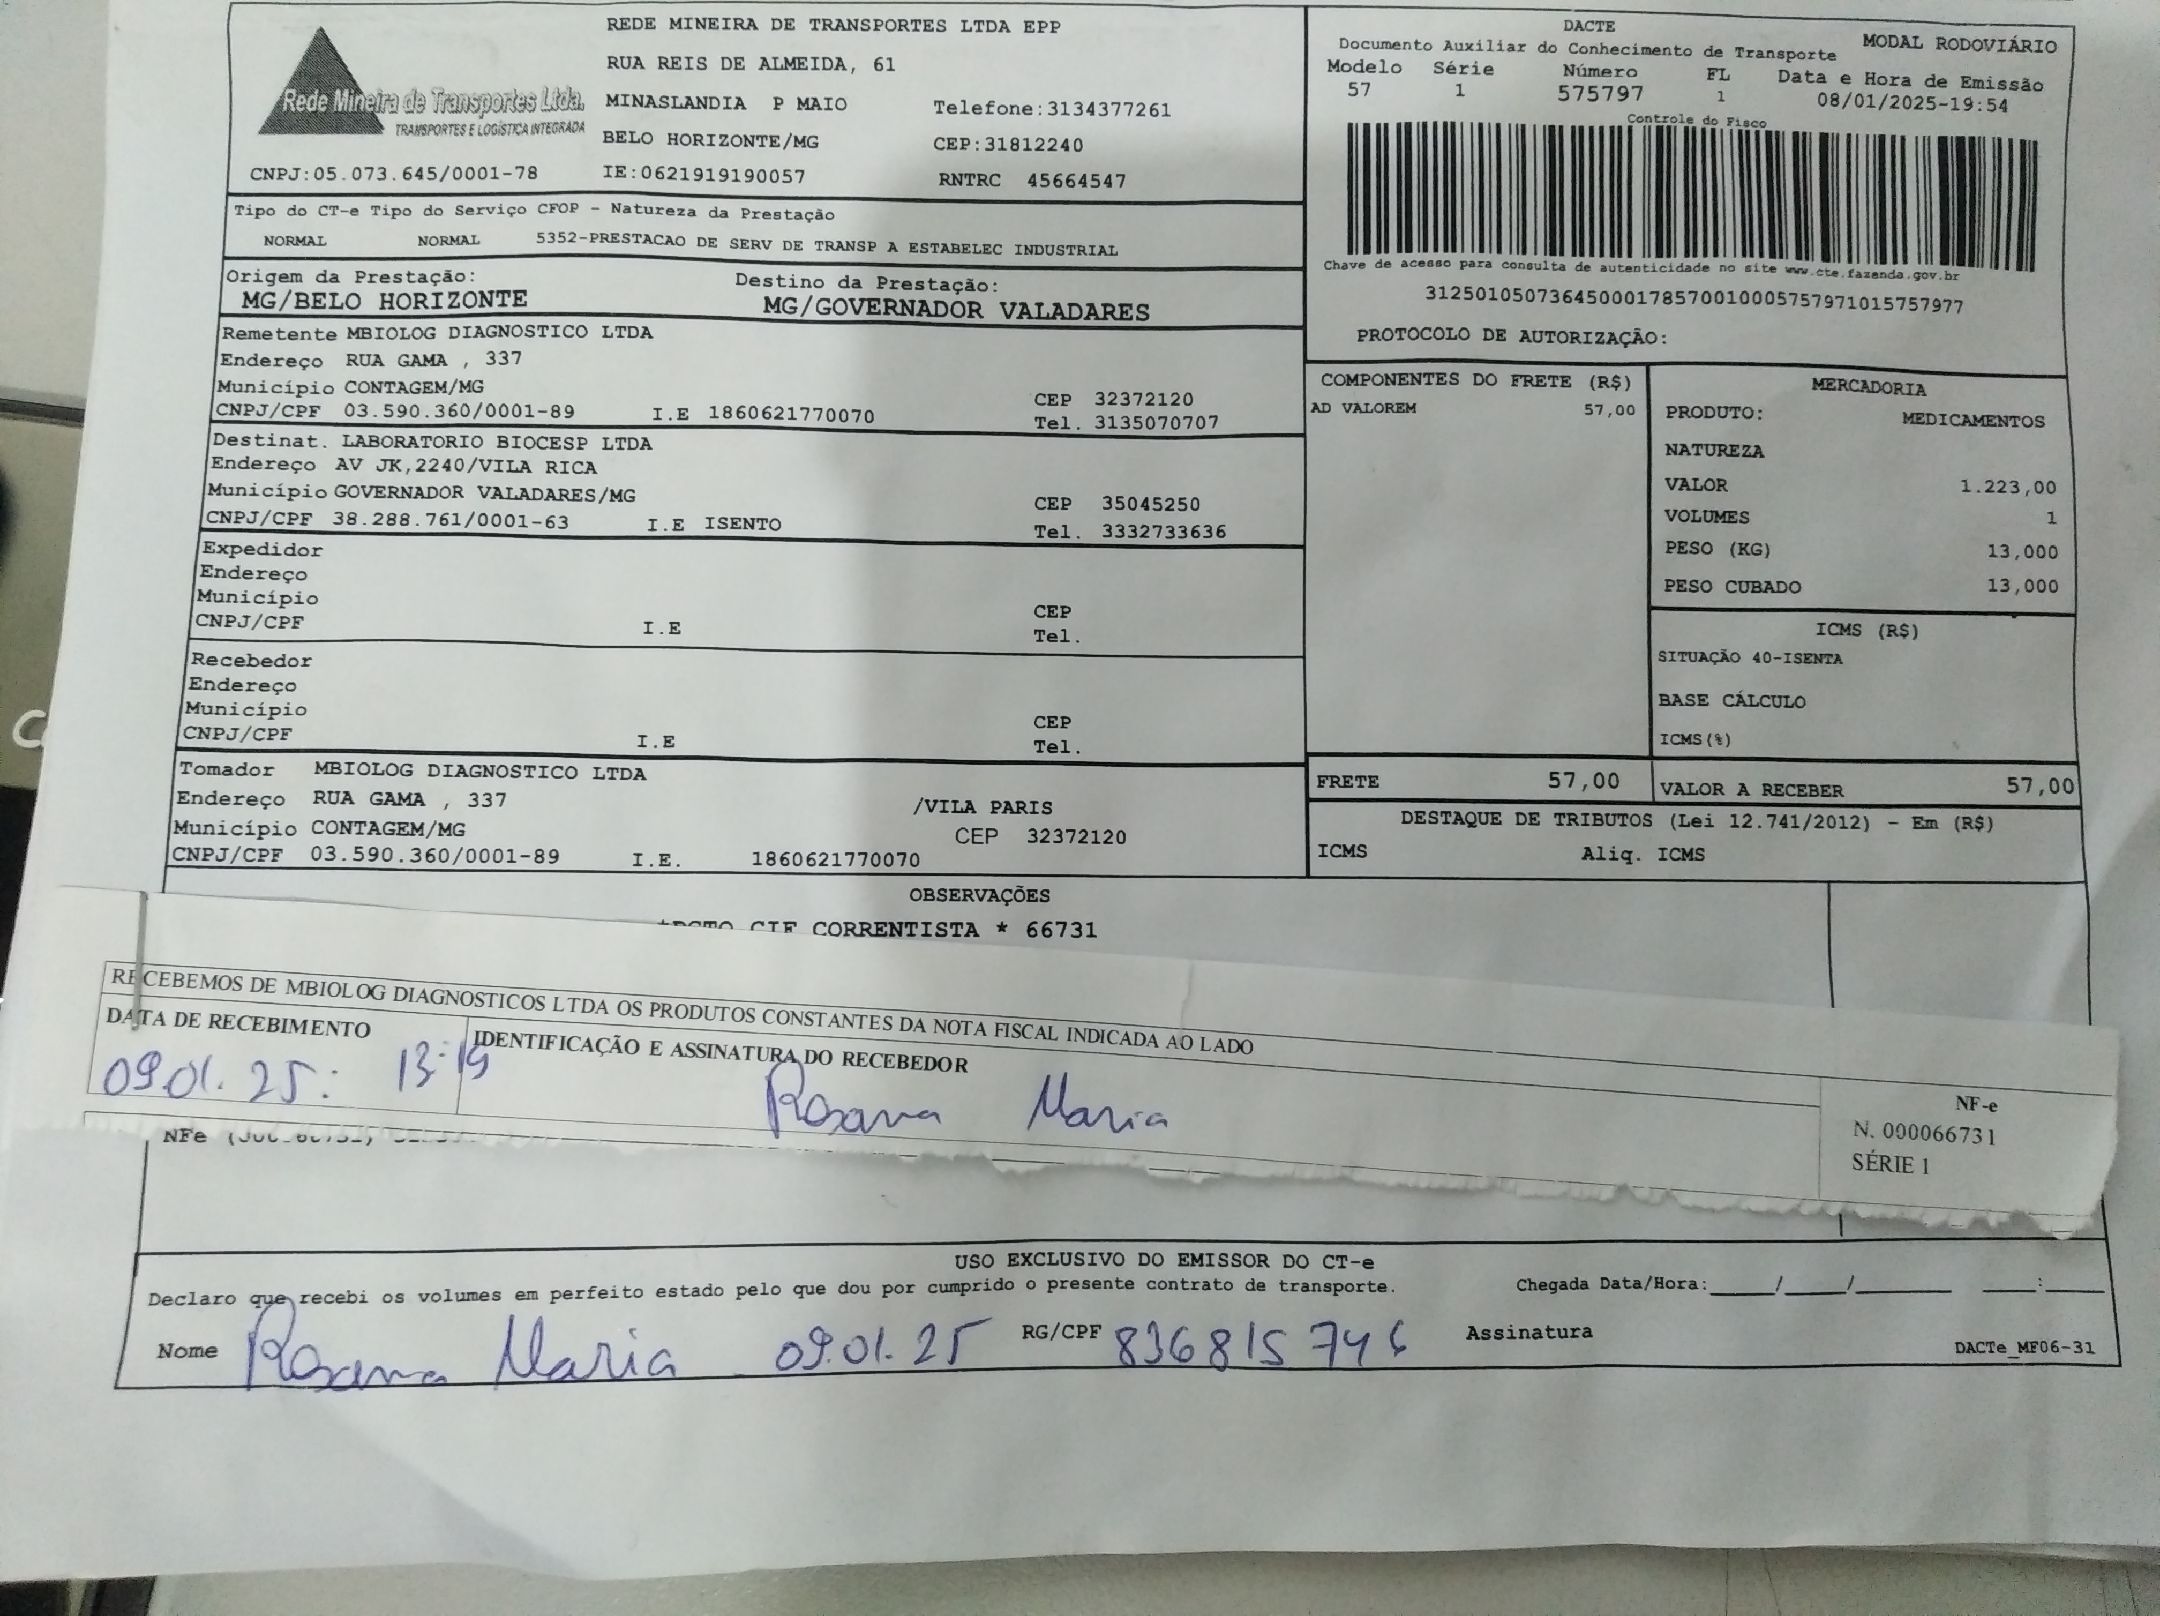 REDE MINEIRA DE TRANSPORTES LTDA EPP
RUA REIS DE ALMEIDA, 61
MINASLANDIA P MAIO Telefone:3134377261
BELO HORIZONTE/MG CEP:31812240
Rede Mineira de Transportes Ltda.
TRANSPORTES E LOGÍSTICA INTEGRADA
CNPJ:05.073.645/0001-78 IE:0621919190057 RNTRC 45664547
DACTE
Documento Auxiliar do Conhecimento de Transporte MODAL RODOVIÁRIO
Modelo Série Número FL Data e Hora de Emissão
57 1 575797 1 08/01/2025-19:54
Controle do Fisco
Chave de acesso para consulta de autenticidade no site www.cte.fazenda.gov.br
31250105073645000178570010005757971015757977
PROTOCOLO DE AUTORIZAÇÃO:
Tipo do CT-e Tipo do Serviço CFOP - Natureza da Prestação
NORMAL NORMAL 5352-PRESTACAO DE SERV DE TRANSP A ESTABELEC INDUSTRIAL
Origem da Prestação: Destino da Prestação:
MG/BELO HORIZONTE MG/GOVERNADOR VALADARES
Remetente MBIOLOG DIAGNOSTICO LTDA
Endereço RUA GAMA , 337
Município CONTAGEM/MG CEP 32372120
CNPJ/CPF 03.590.360/0001-89 I.E 1860621770070 Tel. 3135070707
Destinat. LABORATORIO BIOCESP LTDA
Endereço AV JK,2240/VILA RICA
Município GOVERNADOR VALADARES/MG CEP 35045250
CNPJ/CPF 38.288.761/0001-63 I.E ISENTO Tel. 3332733636
Expedidor
Endereço
Município CEP
CNPJ/CPF I.E Tel.
Recebedor
Endereço
Município CEP
CNPJ/CPF I.E Tel.
Tomador MBIOLOG DIAGNOSTICO LTDA
Endereço RUA GAMA , 337 /VILA PARIS
Município CONTAGEM/MG CEP 32372120
CNPJ/CPF 03.590.360/0001-89 I.E. 1860621770070
COMPONENTES DO FRETE (R$)
AD VALOREM 57,00
MERCADORIA
PRODUTO: MEDICAMENTOS
NATUREZA
VALOR 1.223,00
VOLUMES 1
PESO (KG) 13,000
PESO CUBADO 13,000
ICMS (R$)
SITUAÇÃO 40-ISENTA
BASE CÁLCULO
ICMS(%)
FRETE 57,00 VALOR A RECEBER 57,00
DESTAQUE DE TRIBUTOS (Lei 12.741/2012) - Em (R$)
ICMS Aliq. ICMS
OBSERVAÇÕES
CIF CORRENTISTA * 66731
RECEBEMOS DE MBIOLOG DIAGNOSTICOS LTDA OS PRODUTOS CONSTANTES DA NOTA FISCAL INDICADA AO LADO
DATA DE RECEBIMENTO IDENTIFICAÇÃO E ASSINATURA DO RECEBEDOR
09.01.25: 13:19 Rosana Maria
NF-e
N. 000066731
SÉRIE 1
NFe
USO EXCLUSIVO DO EMISSOR DO CT-e
Declaro que recebi os volumes em perfeito estado pelo que dou por cumprido o presente contrato de transporte. Chegada Data/Hora:____/____/______ ___:____
Nome Rosana Maria 09.01.25 RG/CPF 836815746 Assinatura
DACTe_MF06-31